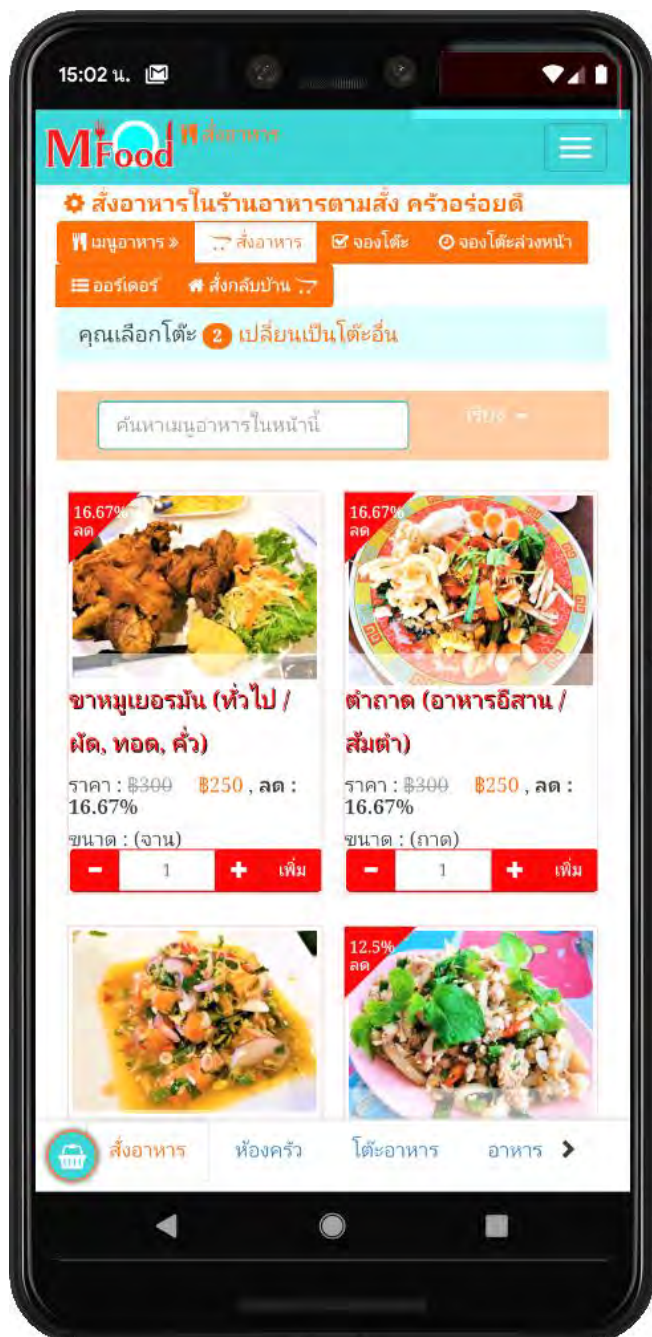 15:02 น.
MFood สั่งอาหาร
สั่งอาหารในร้านอาหารตามสั่ง ครัวอร่อยดี
เมนูอาหาร » สั่งอาหาร จองโต๊ะ จองโต๊ะล่วงหน้า
ออร์เดอร์ สั่งกลับบ้าน
คุณเลือกโต๊ะ 2 เปลี่ยนเป็นโต๊ะอื่น
ค้นหาเมนูอาหารในหน้านี้ เรียง
16.67% ลด
ขาหมูเยอรมัน (ทั่วไป /
ผัด, ทอด, คั่ว)
ราคา : ฿300 ฿250 , ลด :
16.67%
ขนาด : (จาน)
- 1 + เพิ่ม
16.67% ลด
ตำถาด (อาหารอีสาน /
ส้มตำ)
ราคา : ฿300 ฿250 , ลด :
16.67%
ขนาด : (ถาด)
- 1 + เพิ่ม
12.5% ลด
สั่งอาหาร ห้องครัว โต๊ะอาหาร อาหาร